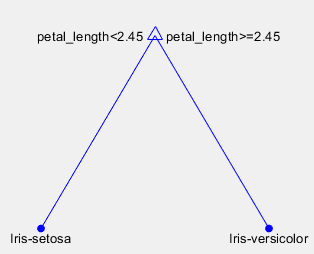 petal_length<2.45 petal_length>=2.45
Iris-setosa Iris-versicolor